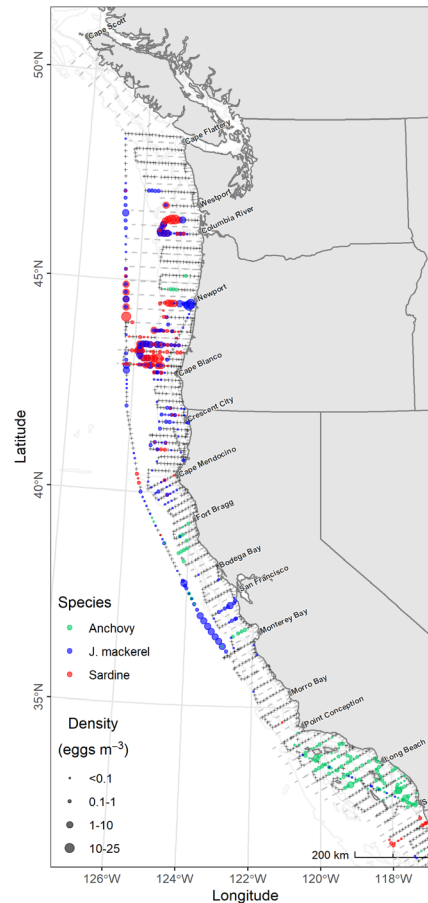 50°N
45°N
40°N
35°N
Latitude
Cape Scott
Cape Flattery
Westport
Columbia River
Newport
Cape Blanco
Crescent City
Cape Mendocino
Fort Bragg
Bodega Bay
San Francisco
Monterey Bay
Morro Bay
Point Conception
Long Beach
S
Species
Anchovy
J. mackerel
Sardine
Density
(eggs m⁻³)
<0.1
0.1-1
1-10
10-25
200 km
126°W
124°W
122°W
120°W
118°W
Longitude